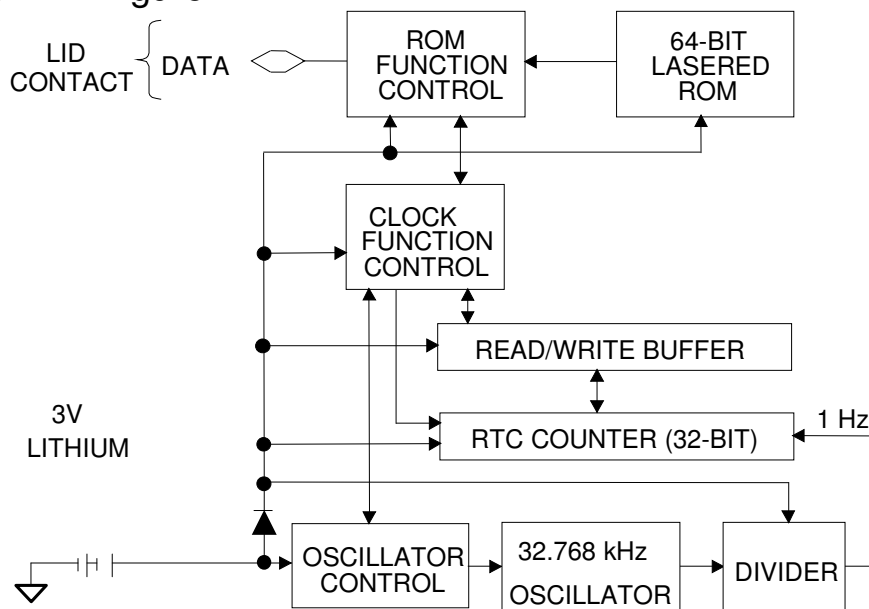 LID
CONTACT
DATA
ROM
FUNCTION
CONTROL
64-BIT
LASERED
ROM
CLOCK
FUNCTION
CONTROL
READ/WRITE BUFFER
3V
LITHIUM
RTC COUNTER (32-BIT)
1 Hz
OSCILLATOR
CONTROL
32.768 kHz
OSCILLATOR
DIVIDER